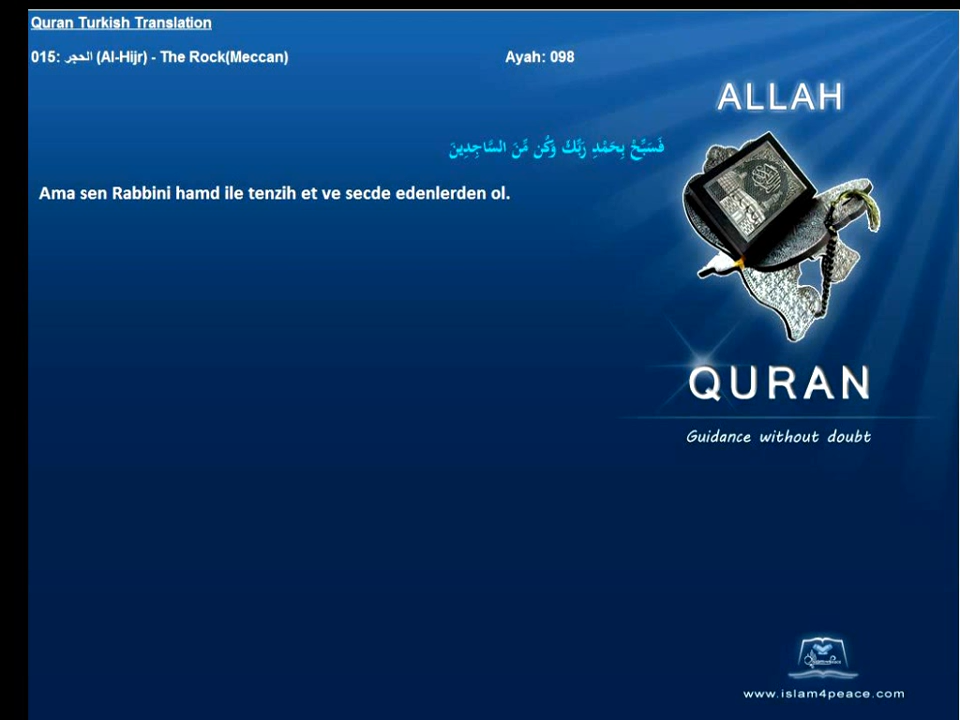 Quran Turkish Translation
015: الحجر (Al-Hijr) - The Rock(Meccan) Ayah: 098
ALLAH
فَسَبِّحْ بِحَمْدِ رَبِّكَ وَكُن مِّنَ السَّاجِدِينَ
Ama sen Rabbini hamd ile tenzih et ve secde edenlerden ol.
QURAN
Guidance without doubt
www.islam4peace.com